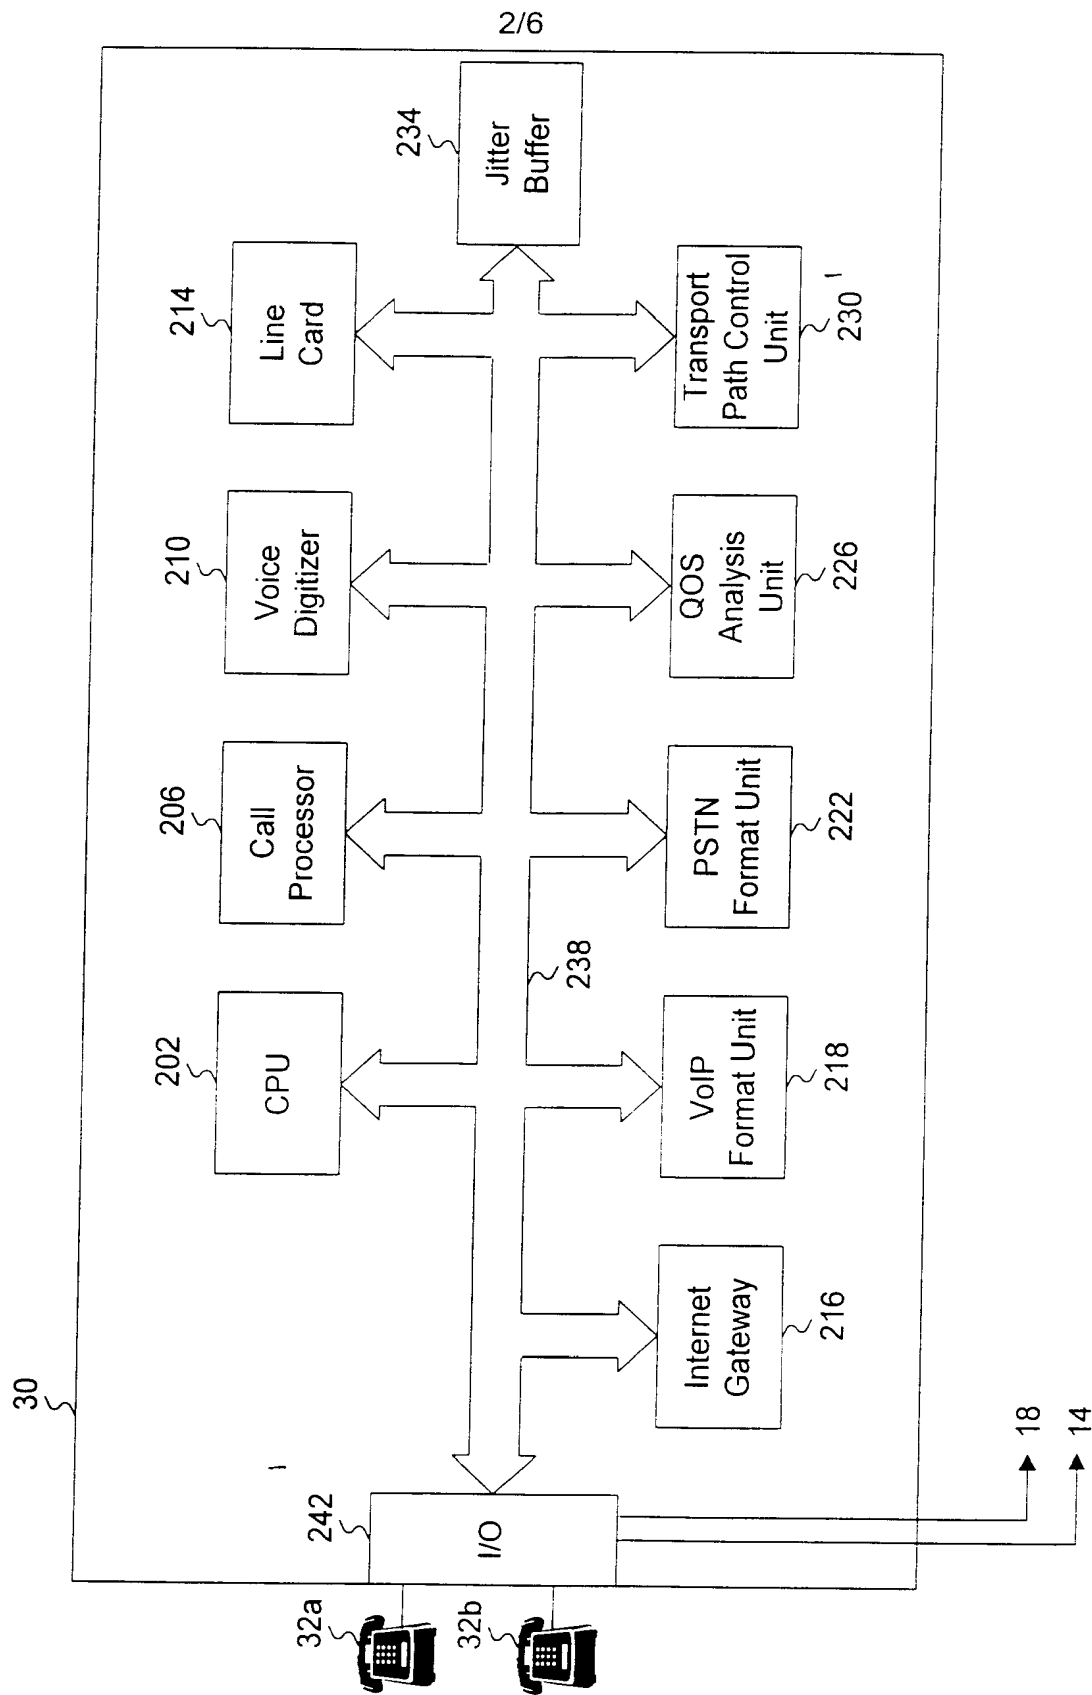 2/6
30
202
CPU
206
Call
Processor
210
Voice
Digitizer
214
Line
Card
234
Jitter
Buffer
242
I/O
32a
32b
238
Internet
Gateway
216
VoIP
Format Unit
218
PSTN
Format Unit
222
QOS
Analysis
Unit
226
Transport
Path Control
Unit
230
18
14